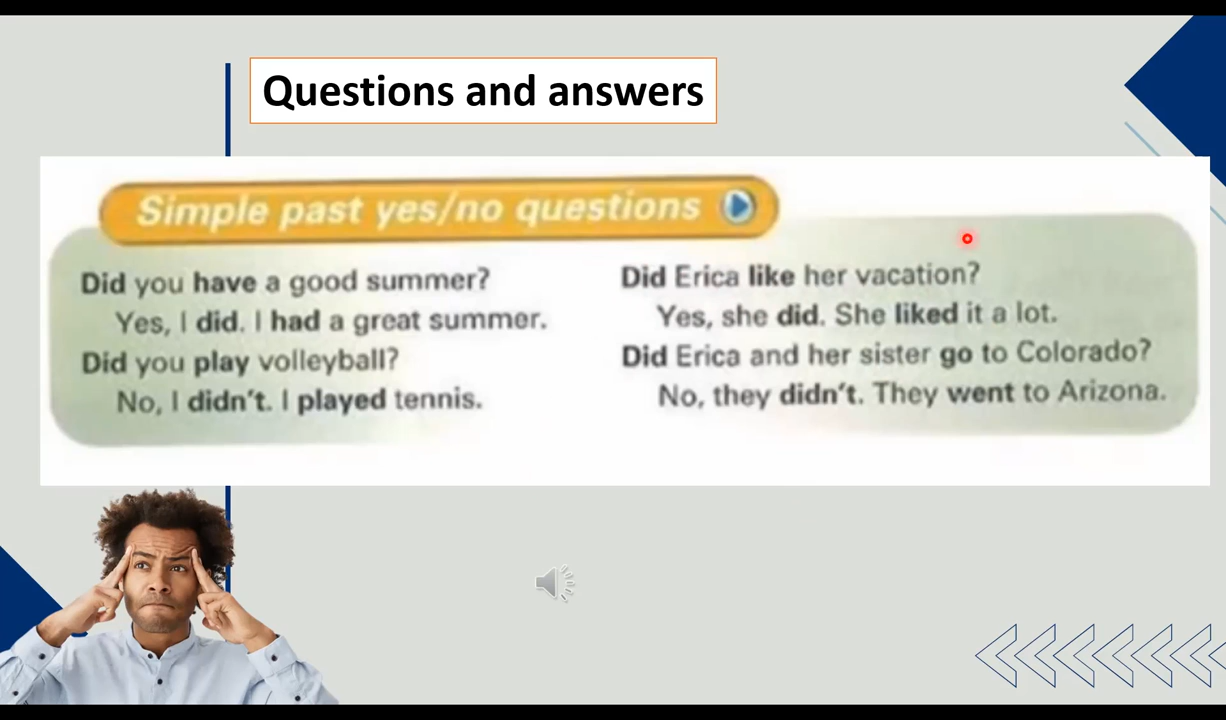 Questions and answers
Simple past yes/no questions
Did you have a good summer?
Yes, I did. I had a great summer.
Did you play volleyball?
No, I didn't. I played tennis.
Did Erica like her vacation?
Yes, she did. She liked it a lot.
Did Erica and her sister go to Colorado?
No, they didn't. They went to Arizona.